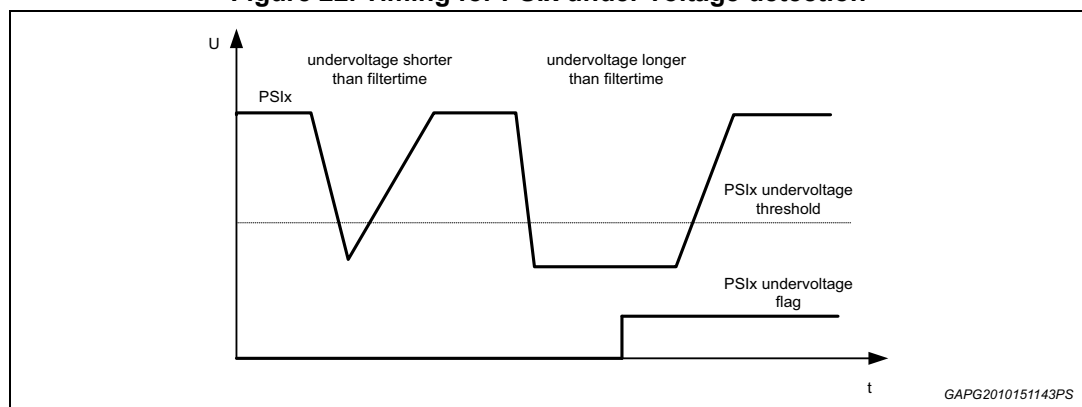 Figure 22. Timing for PSIx under voltage detection
U
undervoltage shorter
than filtertime
undervoltage longer
than filtertime
PSIx
PSIx undervoltage
threshold
PSIx undervoltage
flag
t
GAPG2010151143PS